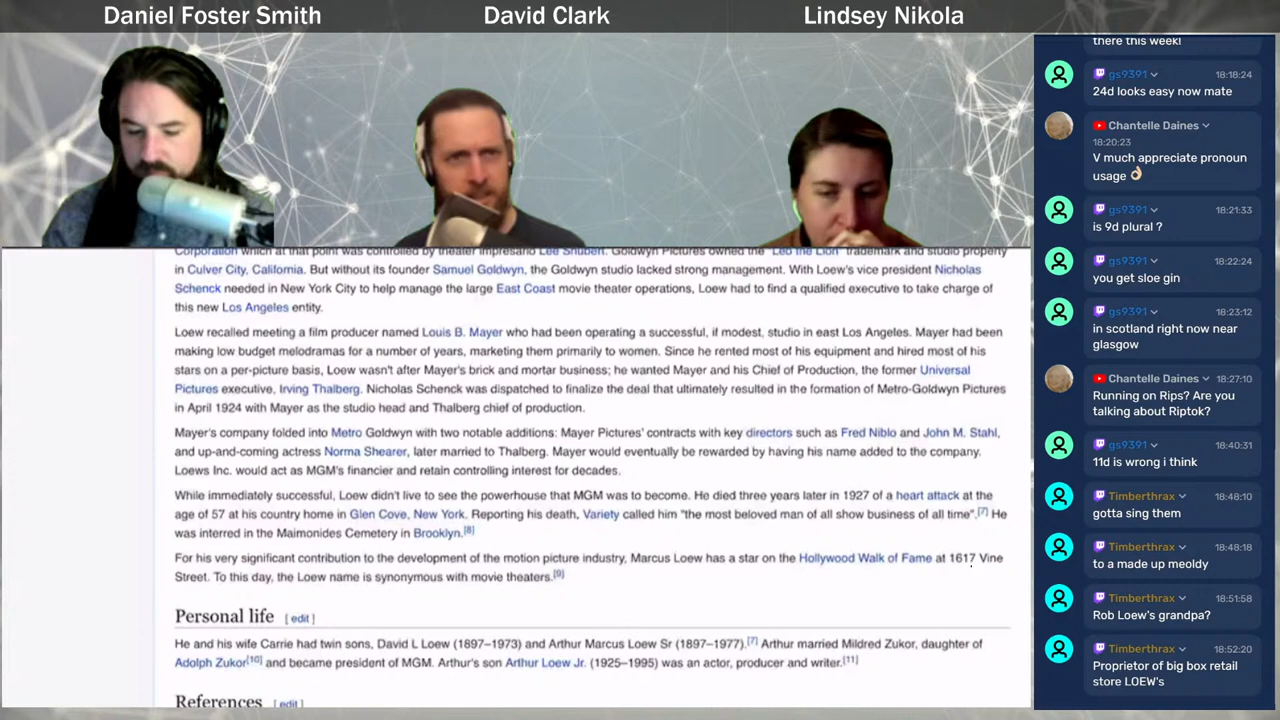 Daniel Foster Smith
David Clark
Lindsey Nikola
Corporation which at that point was controlled by theater impresario Lee Shubert. Goldwyn Pictures owned the "Leo the Lion" trademark and studio property
in Culver City, California. But without its founder Samuel Goldwyn, the Goldwyn studio lacked strong management. With Loew's vice president Nicholas
Schenck needed in New York City to help manage the large East Coast movie theater operations, Loew had to find a qualified executive to take charge of
this new Los Angeles entity.
Loew recalled meeting a film producer named Louis B. Mayer who had been operating a successful, if modest, studio in east Los Angeles. Mayer had been
making low budget melodramas for a number of years, marketing them primarily to women. Since he rented most of his equipment and hired most of his
stars on a per-picture basis, Loew wasn't after Mayer's brick and mortar business; he wanted Mayer and his Chief of Production, the former Universal
Pictures executive, Irving Thalberg. Nicholas Schenck was dispatched to finalize the deal that ultimately resulted in the formation of Metro-Goldwyn Pictures
in April 1924 with Mayer as the studio head and Thalberg chief of production.
Mayer's company folded into Metro Goldwyn with two notable additions: Mayer Pictures' contracts with key directors such as Fred Niblo and John M. Stahl,
and up-and-coming actress Norma Shearer, later married to Thalberg. Mayer would eventually be rewarded by having his name added to the company.
Loews Inc. would act as MGM's financier and retain controlling interest for decades.
While immediately successful, Loew didn't live to see the powerhouse that MGM was to become. He died three years later in 1927 of a heart attack at the
age of 57 at his country home in Glen Cove, New York. Reporting his death, Variety called him "the most beloved man of all show business of all time".[7] He
was interred in the Maimonides Cemetery in Brooklyn.[8]
For his very significant contribution to the development of the motion picture industry, Marcus Loew has a star on the Hollywood Walk of Fame at 1617 Vine
Street. To this day, the Loew name is synonymous with movie theaters.[9]
Personal life [ edit ]
He and his wife Carrie had twin sons, David L Loew (1897–1973) and Arthur Marcus Loew Sr (1897–1977).[7] Arthur married Mildred Zukor, daughter of
Adolph Zukor[10] and became president of MGM. Arthur's son Arthur Loew Jr. (1925–1995) was an actor, producer and writer.[11]
References [ edit ]
there this week!
gs9391 18:18:24
24d looks easy now mate
Chantelle Daines
18:20:23
V much appreciate pronoun
usage 👌🏼
gs9391 18:21:33
is 9d plural ?
gs9391 18:22:24
you get sloe gin
gs9391 18:23:12
in scotland right now near
glasgow
Chantelle Daines 18:27:10
Running on Rips? Are you
talking about Riptok?
gs9391 18:40:31
11d is wrong i think
Timberthrax 18:48:10
gotta sing them
Timberthrax 18:48:18
to a made up meoldy
Timberthrax 18:51:58
Rob Loew's grandpa?
Timberthrax 18:52:20
Proprietor of big box retail
store LOEW's